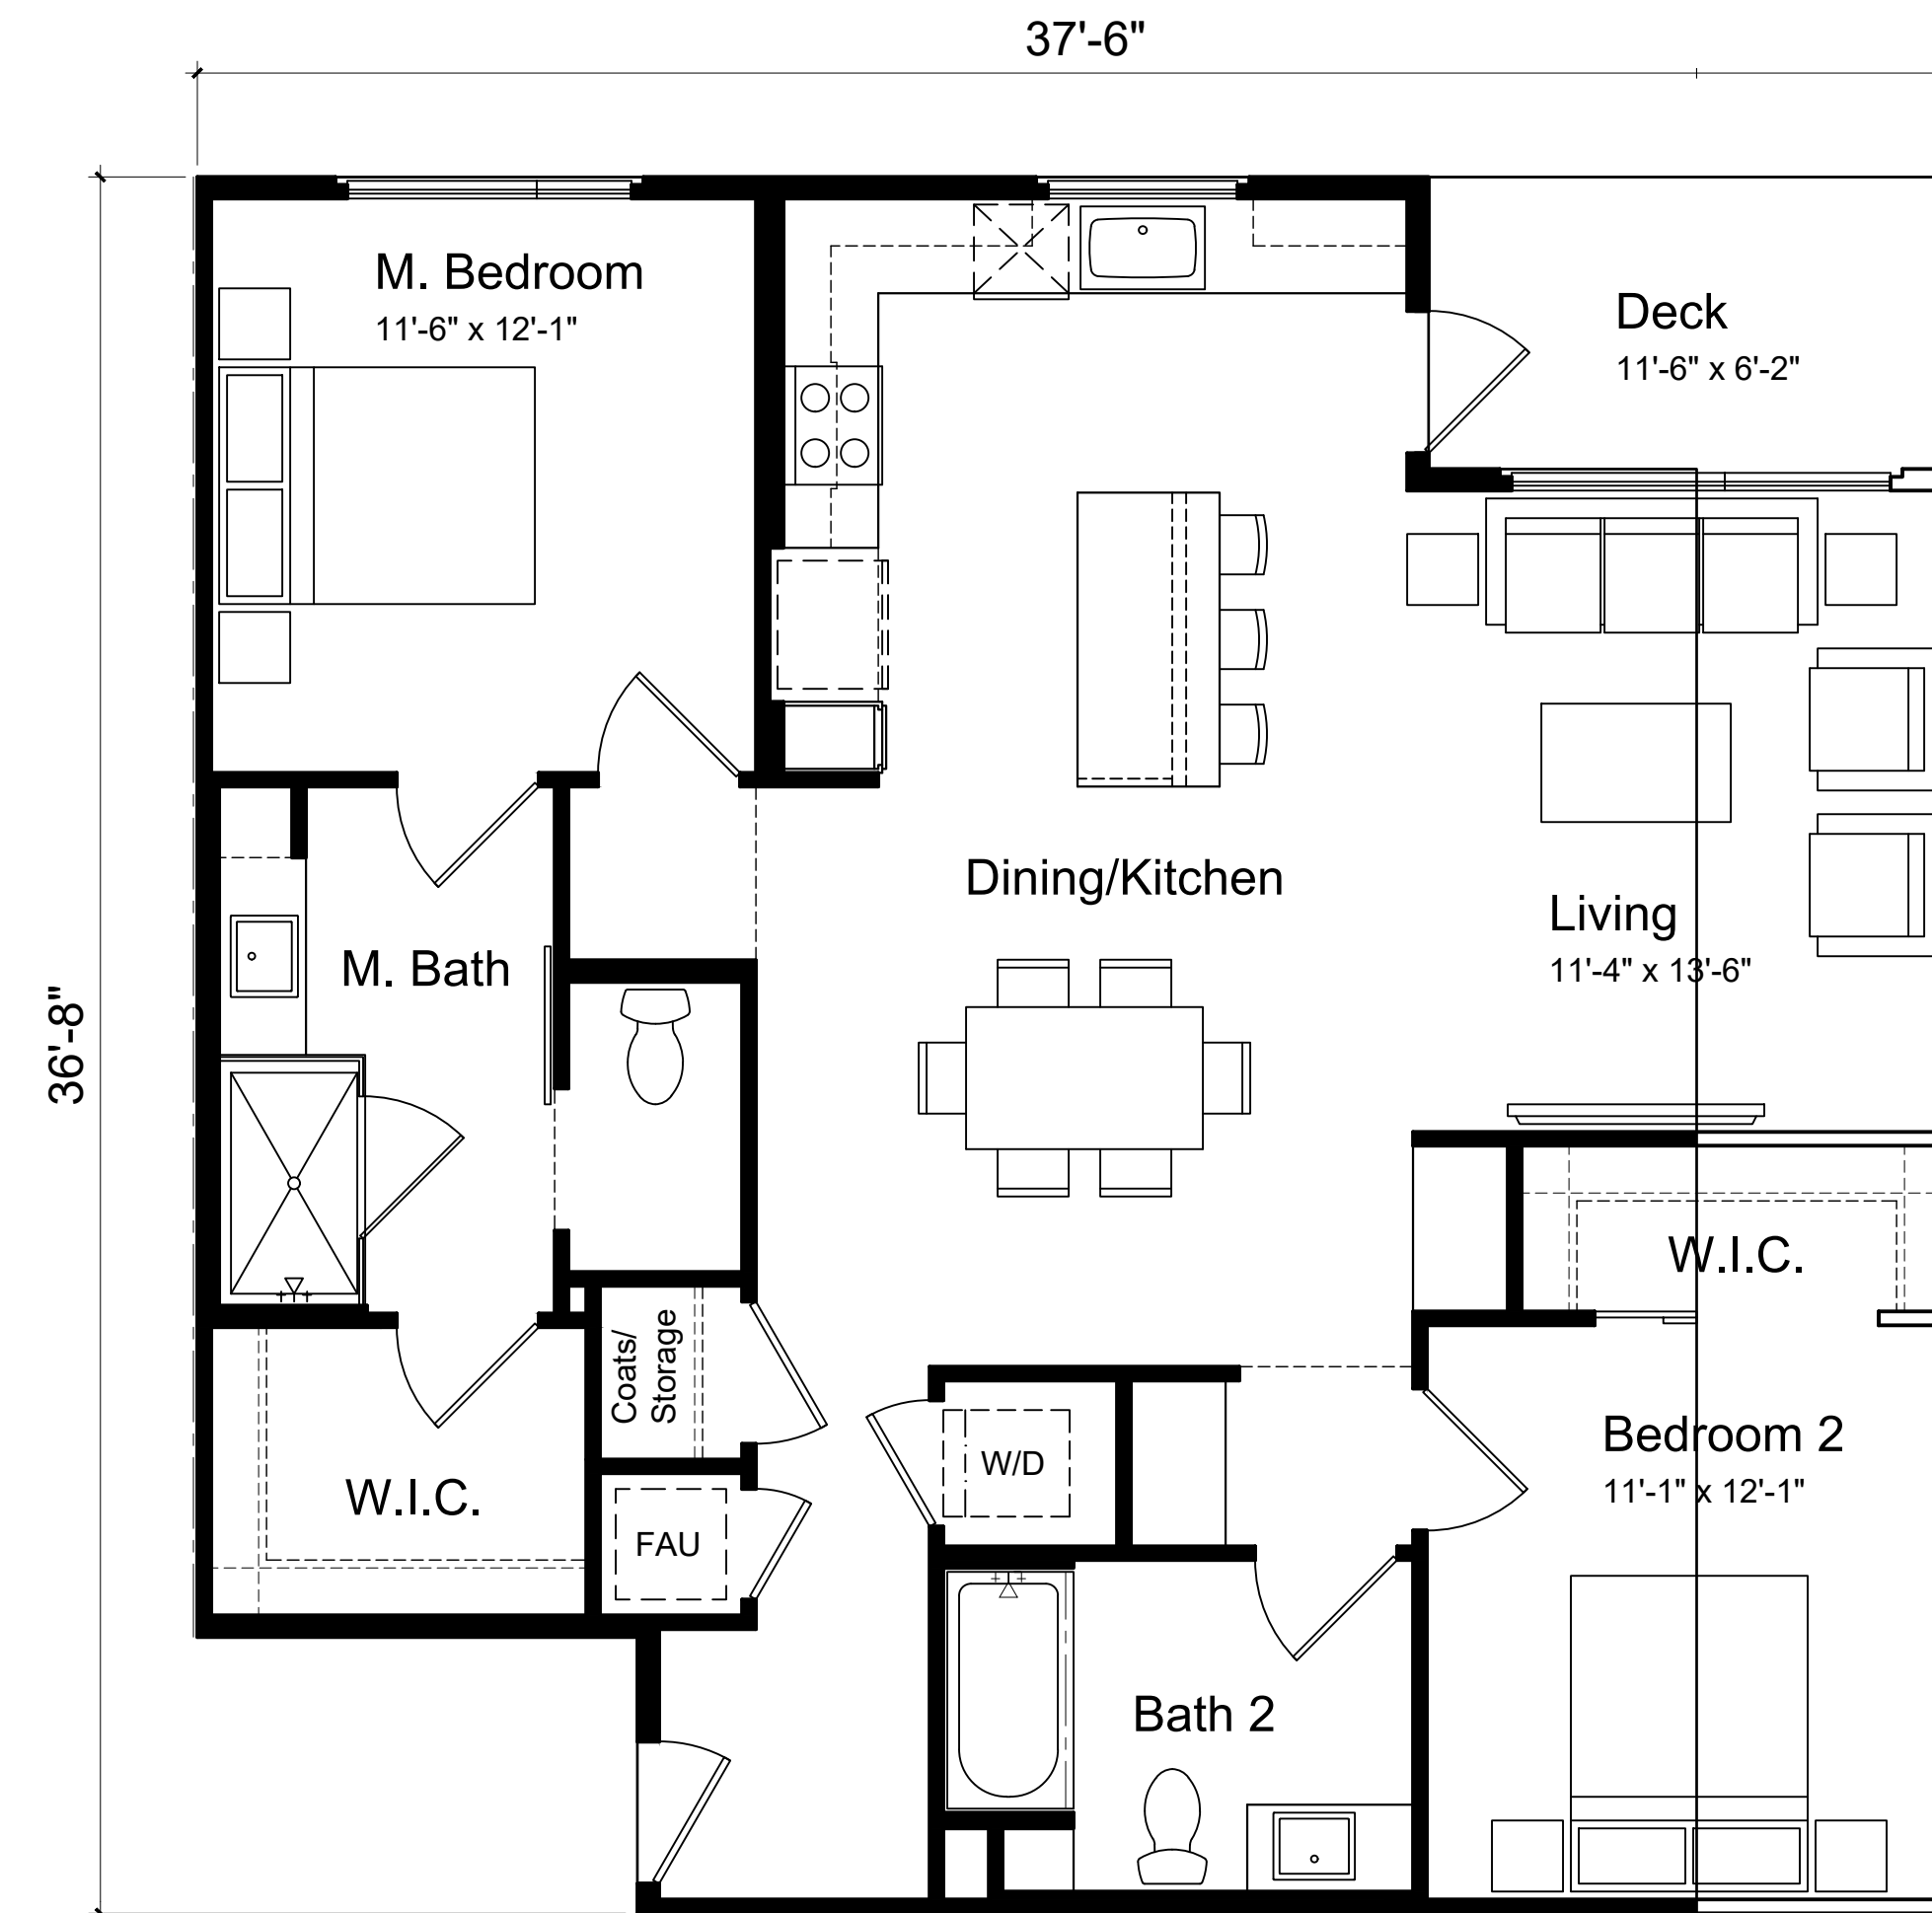 37'-6"
M. Bedroom
11'-6" x 12'-1"
Deck
11'-6" x 6'-2"
Dining/Kitchen
Living
11'-4" x 13'-6"
M. Bath
36'-8"
W.I.C.
Coats/
Storage
Bedroom 2
11'-1" x 12'-1"
W/D
W.I.C.
FAU
Bath 2